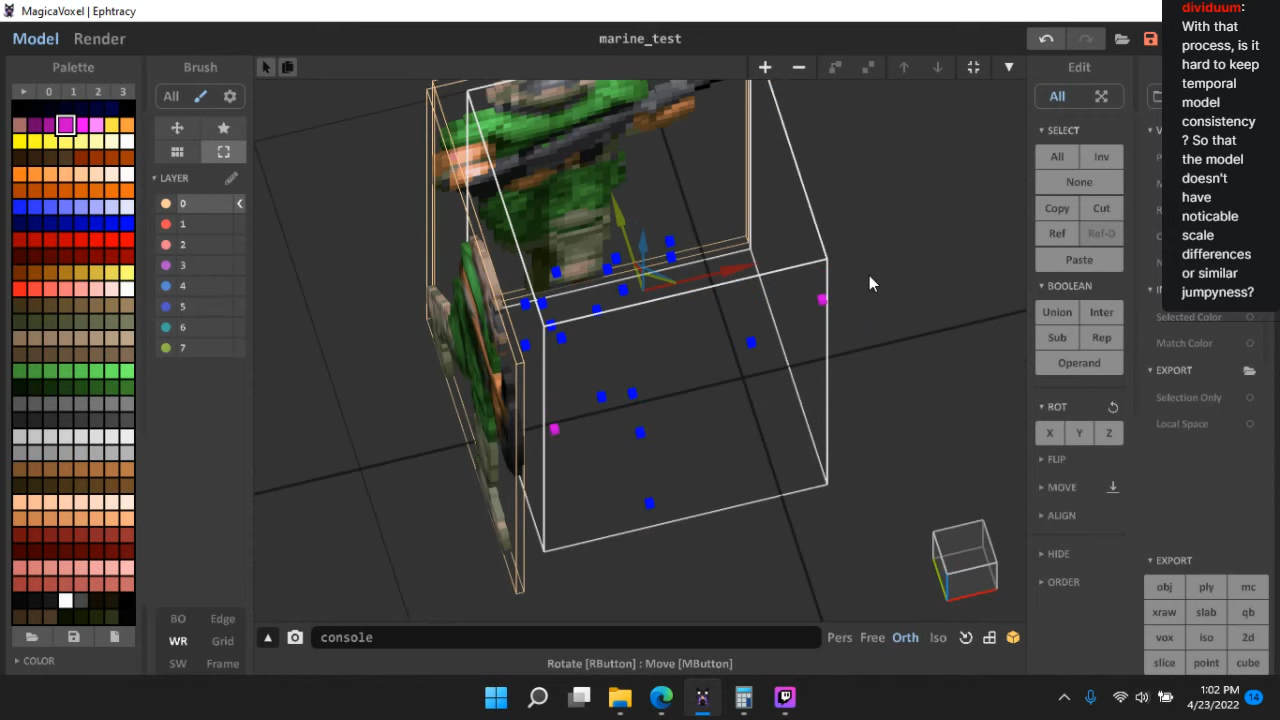 MagicaVoxel | Ephtracy
Model Render
marine_test
dividuum:
With that
process, is it
hard to keep
temporal
model
consistency
? So that
the model
doesn't
have
noticable
scale
differences
or similar
jumpyness?
Palette
0 1 2 3
COLOR
Brush
All
LAYER
0
1
2
3
4
5
6
7
BO Edge
WR Grid
SW Frame
console
Pers Free Orth Iso
Rotate [RButton] : Move [MButton]
Edit
All
SELECT
All Inv
None
Copy Cut
Ref Ref-D
Paste
BOOLEAN
Union Inter
Sub Rep
Operand
ROT
X Y Z
FLIP
MOVE
ALIGN
HIDE
ORDER
Selected Color
Match Color
EXPORT
Selection Only
Local Space
EXPORT
obj ply mc
xraw slab qb
vox iso 2d
slice point cube
1:02 PM
4/23/2022
14